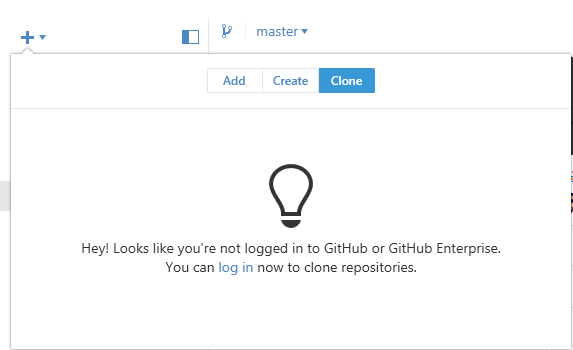 master
Add Create Clone
Hey! Looks like you're not logged in to GitHub or GitHub Enterprise.
You can log in now to clone repositories.